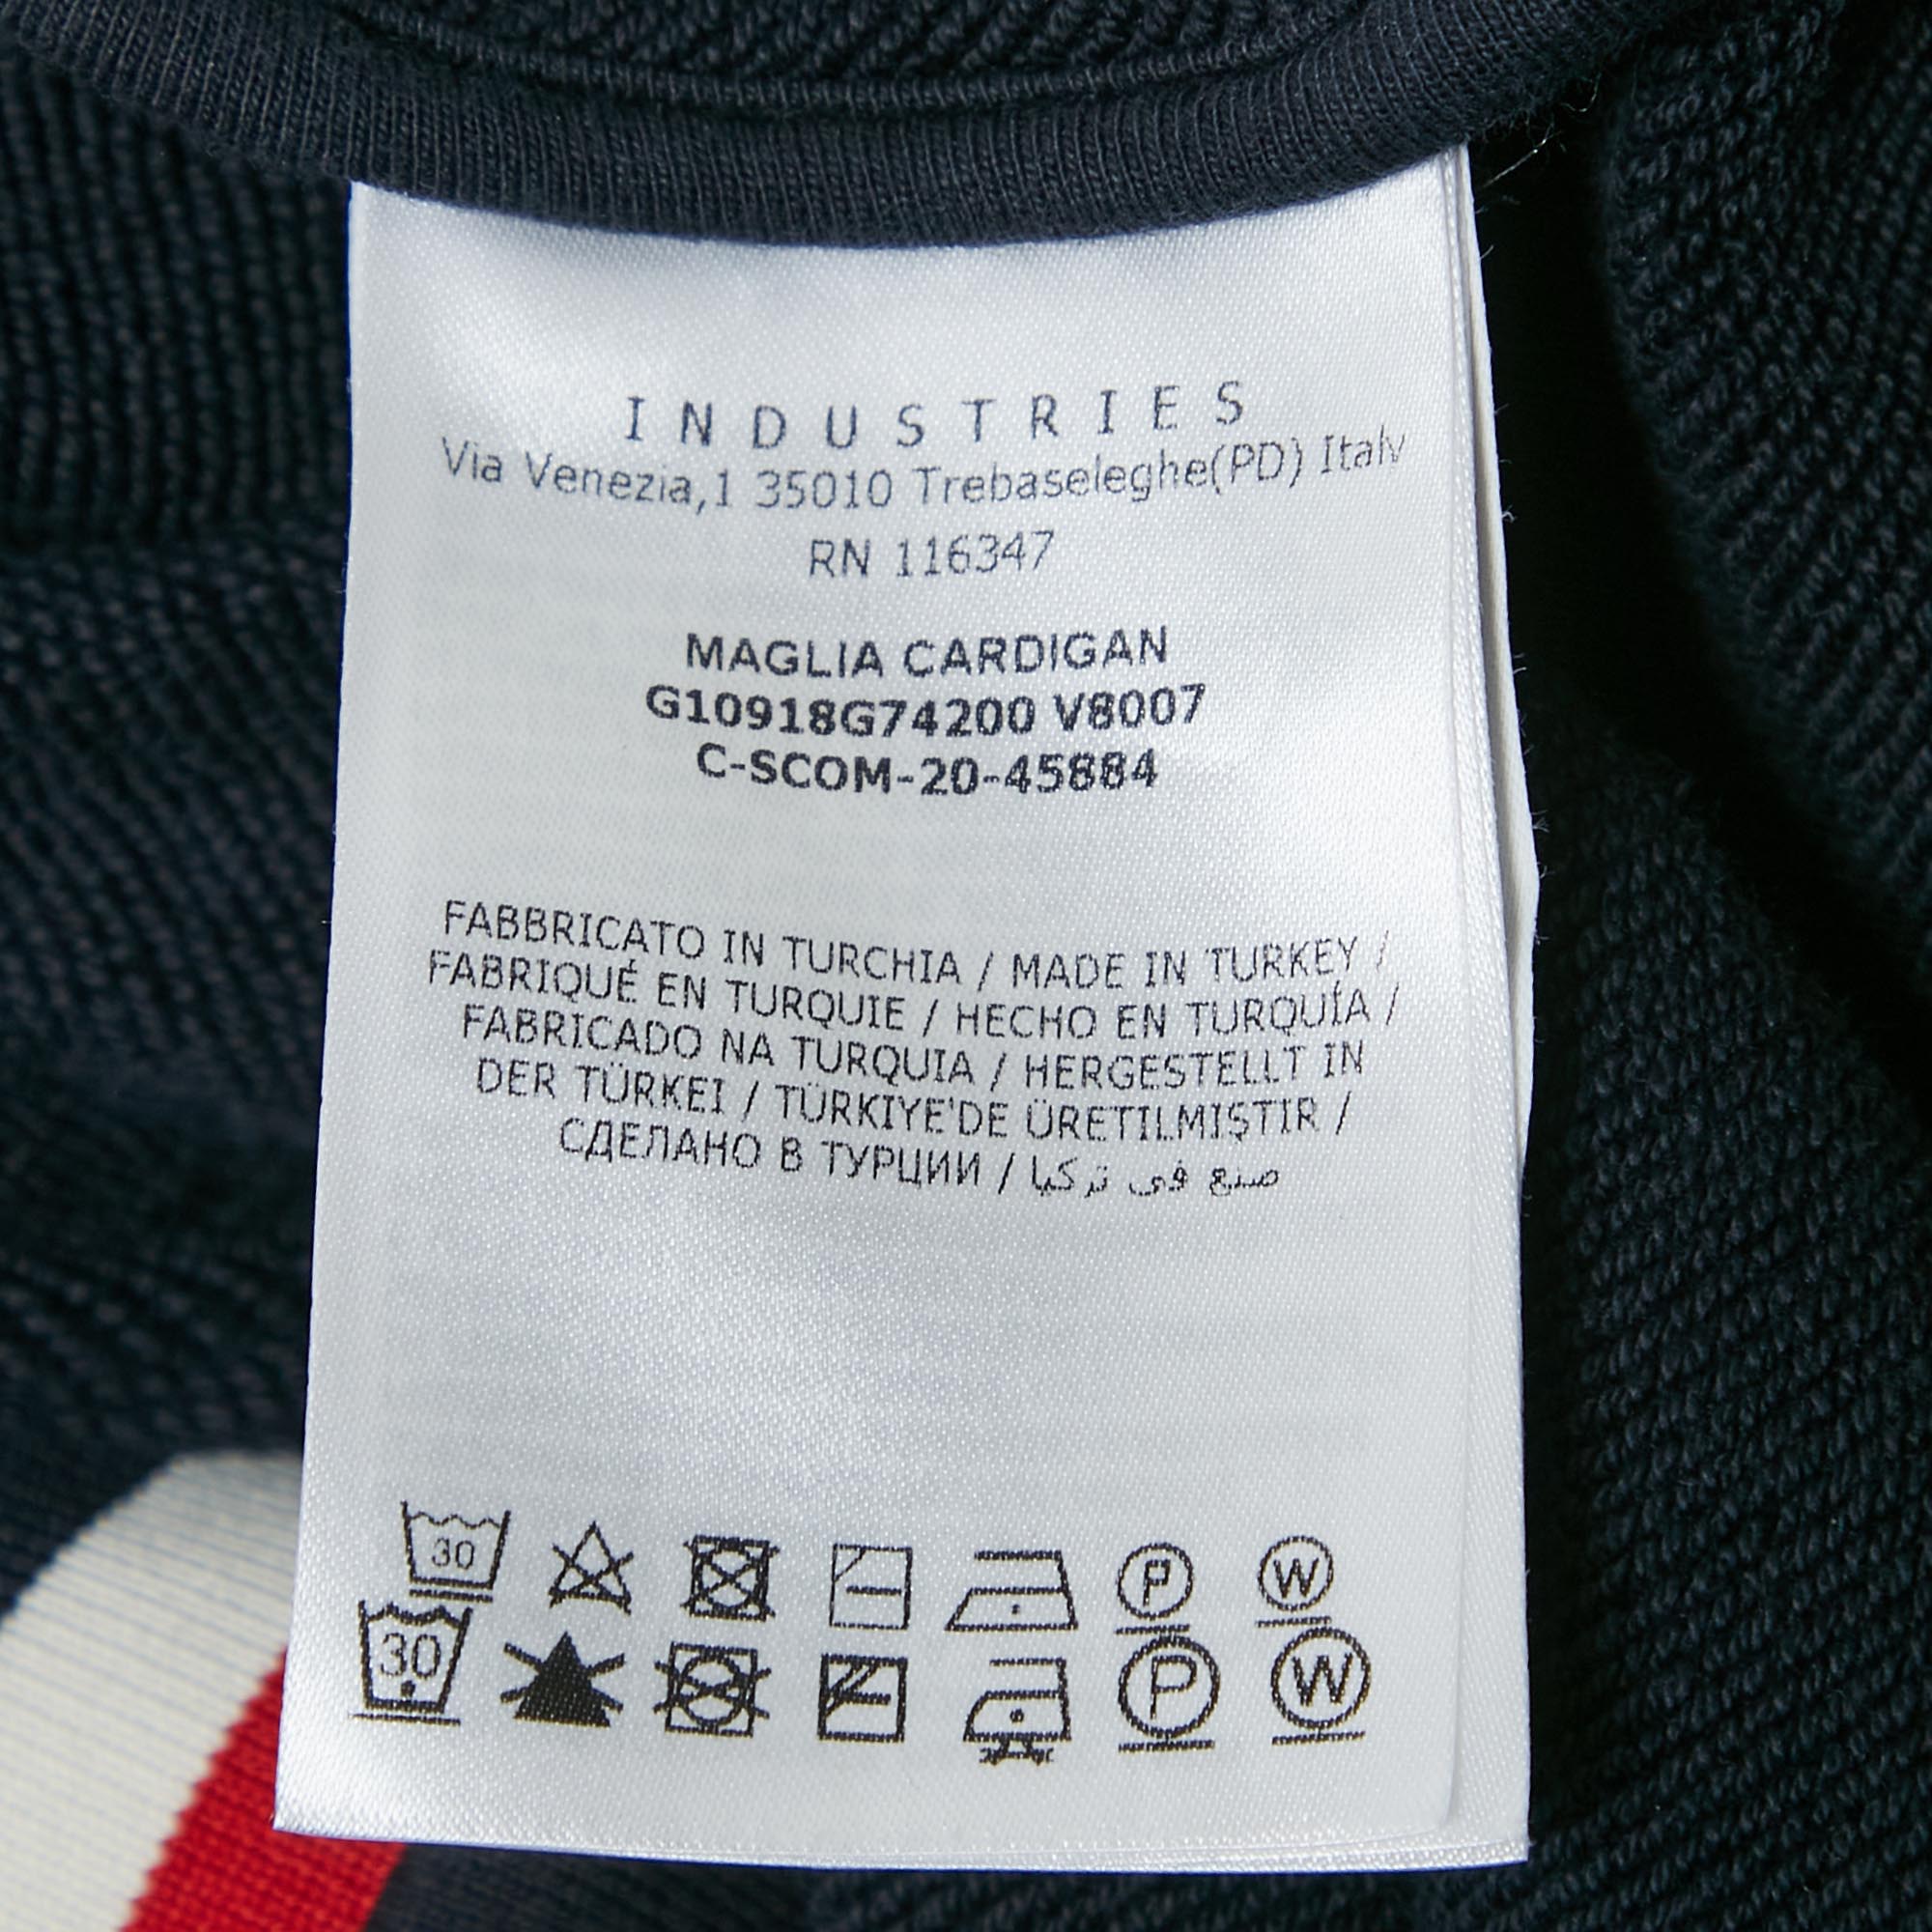 INDUSTRIES
Via Venezia,1 35010 Trebaseleghe(PD) Italy
RN 116347
MAGLIA CARDIGAN
G10918G74200 V8007
C-SCOM-20-45884
FABBRICATO IN TURCHIA / MADE IN TURKEY /
FABRIQUÉ EN TURQUIE / HECHO EN TURQUÍA /
FABRICADO NA TURQUIA / HERGESTELLT IN
DER TÜRKEI / TÜRKIYE'DE ÜRETILMIŞTIR /
СДЕЛАНО В ТУРЦИИ / صنع في تركيا
30 P W
30 P W